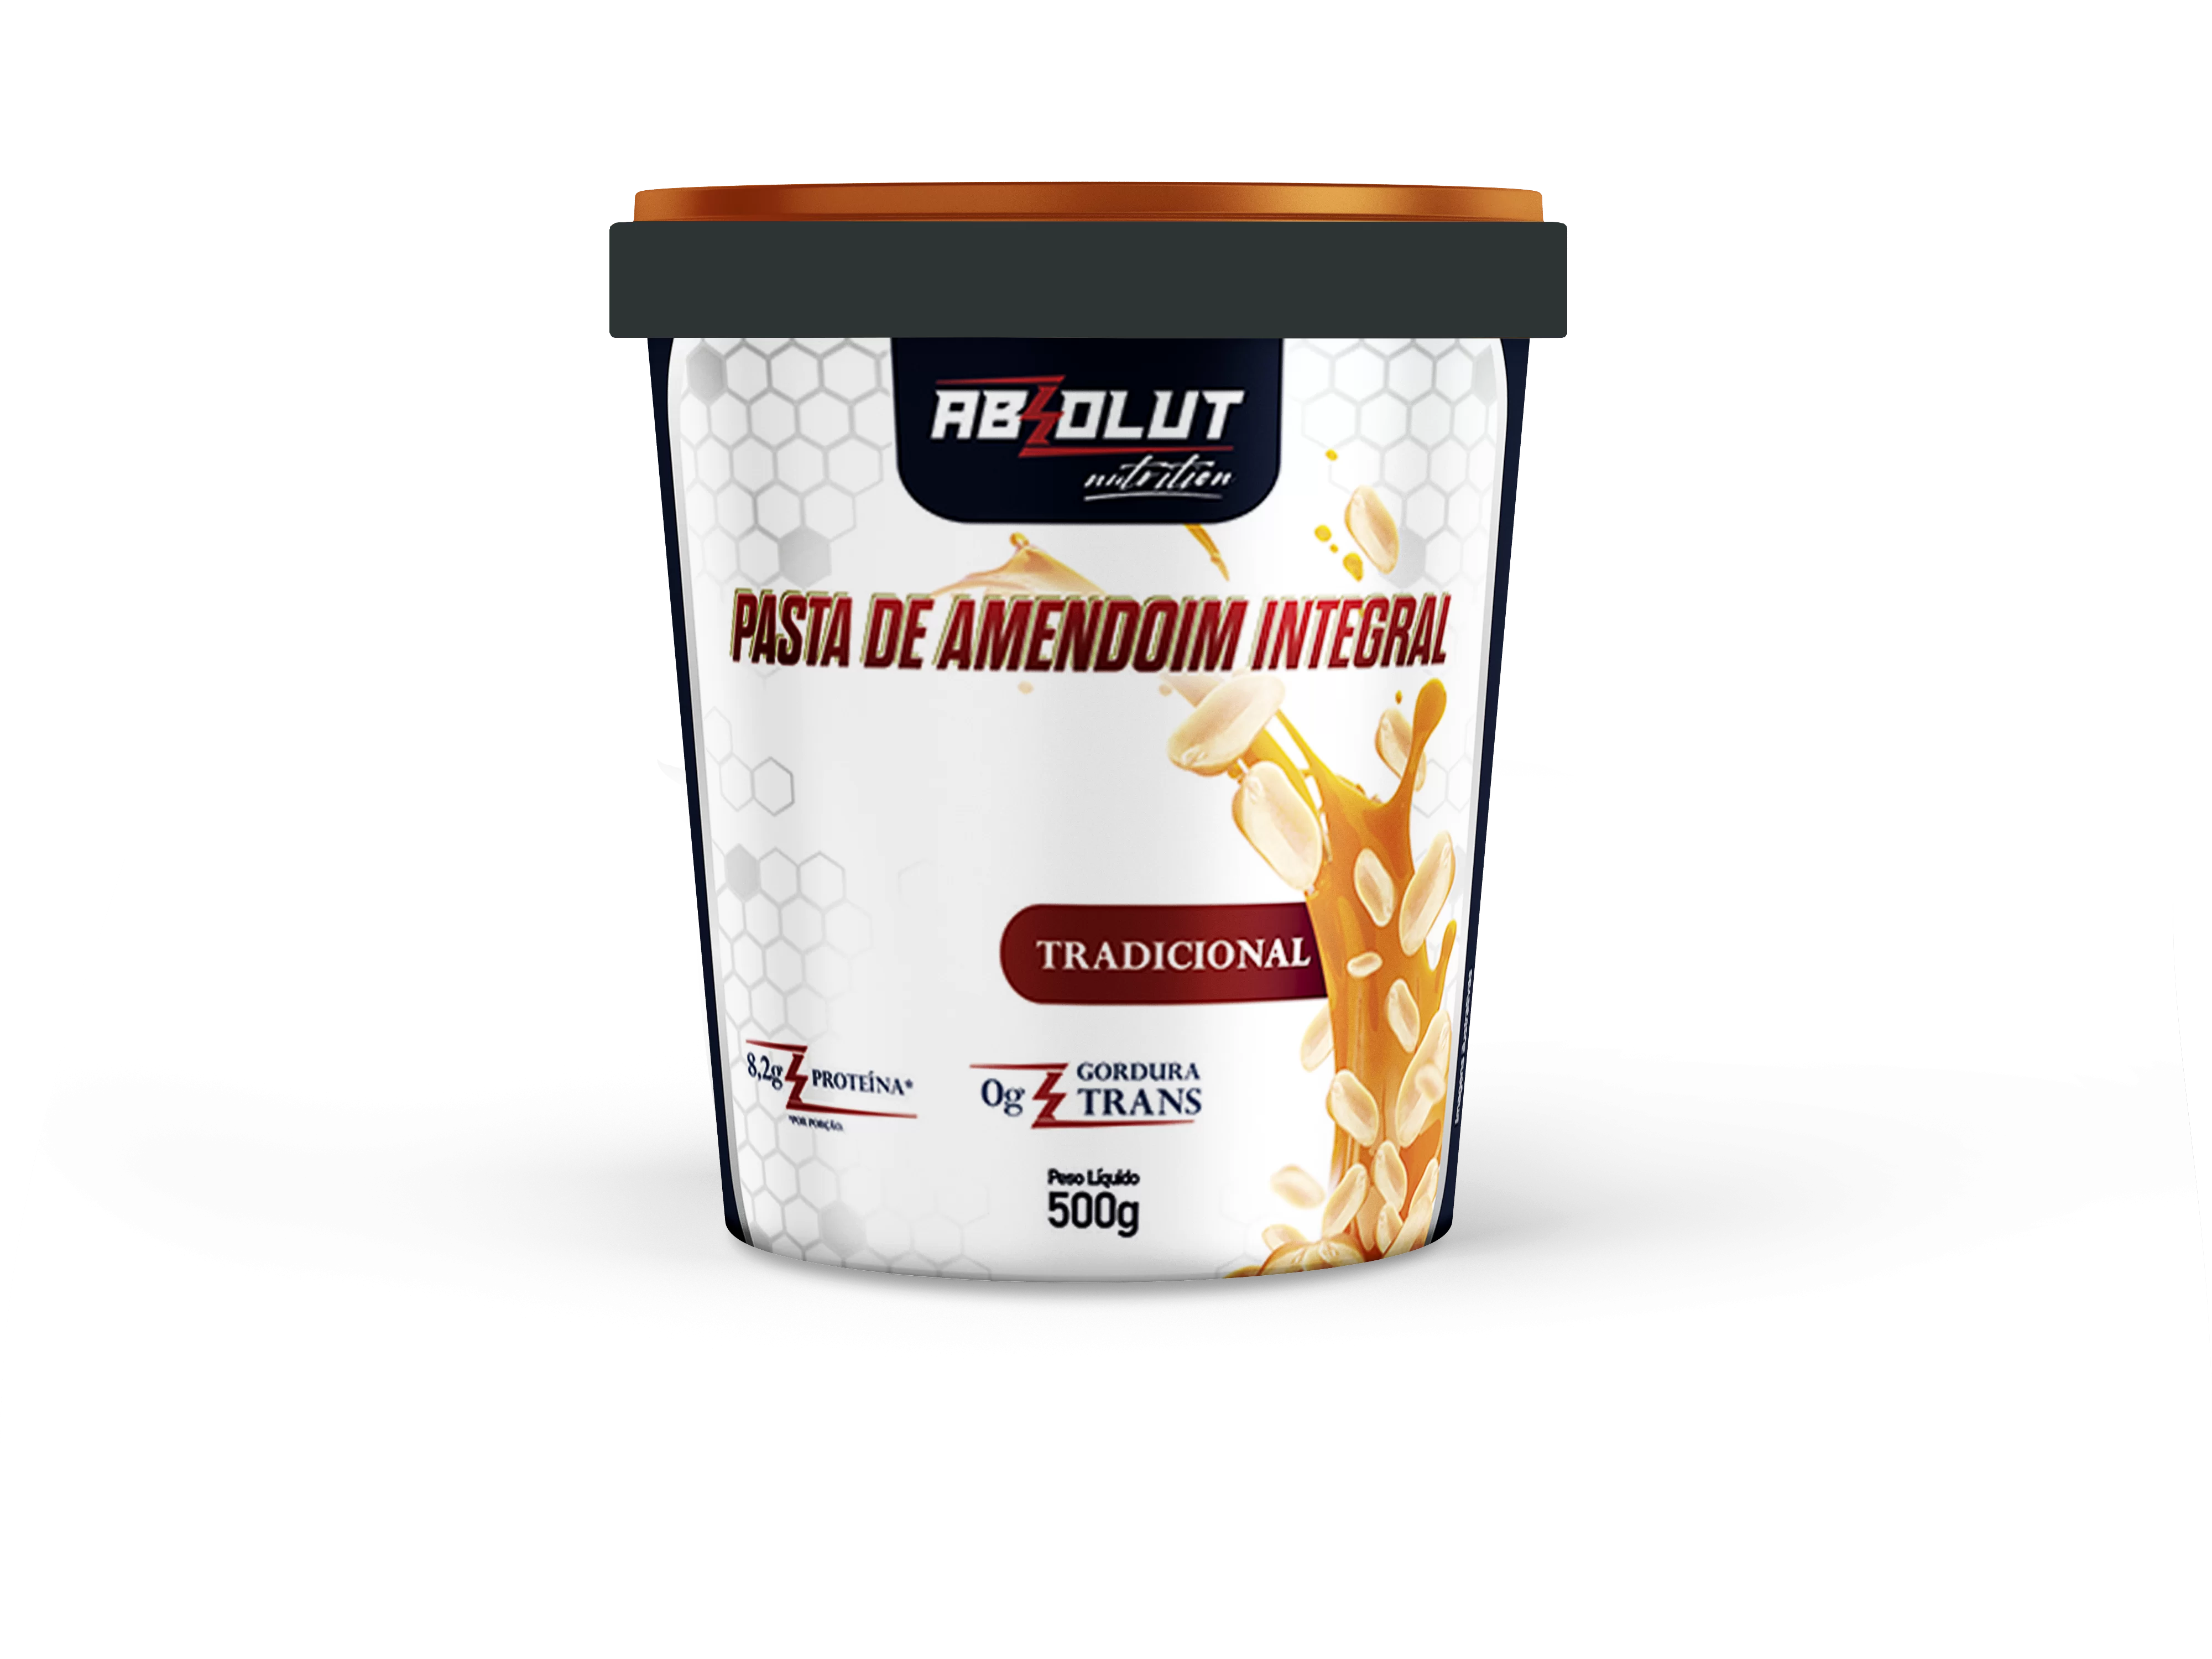 ABSOLUT
nutrition
PASTA DE AMENDOIM INTEGRAL
TRADICIONAL
8,2g PROTEÍNA*
*POR PORÇÃO.
0g GORDURA
TRANS
Peso Líquido
500g